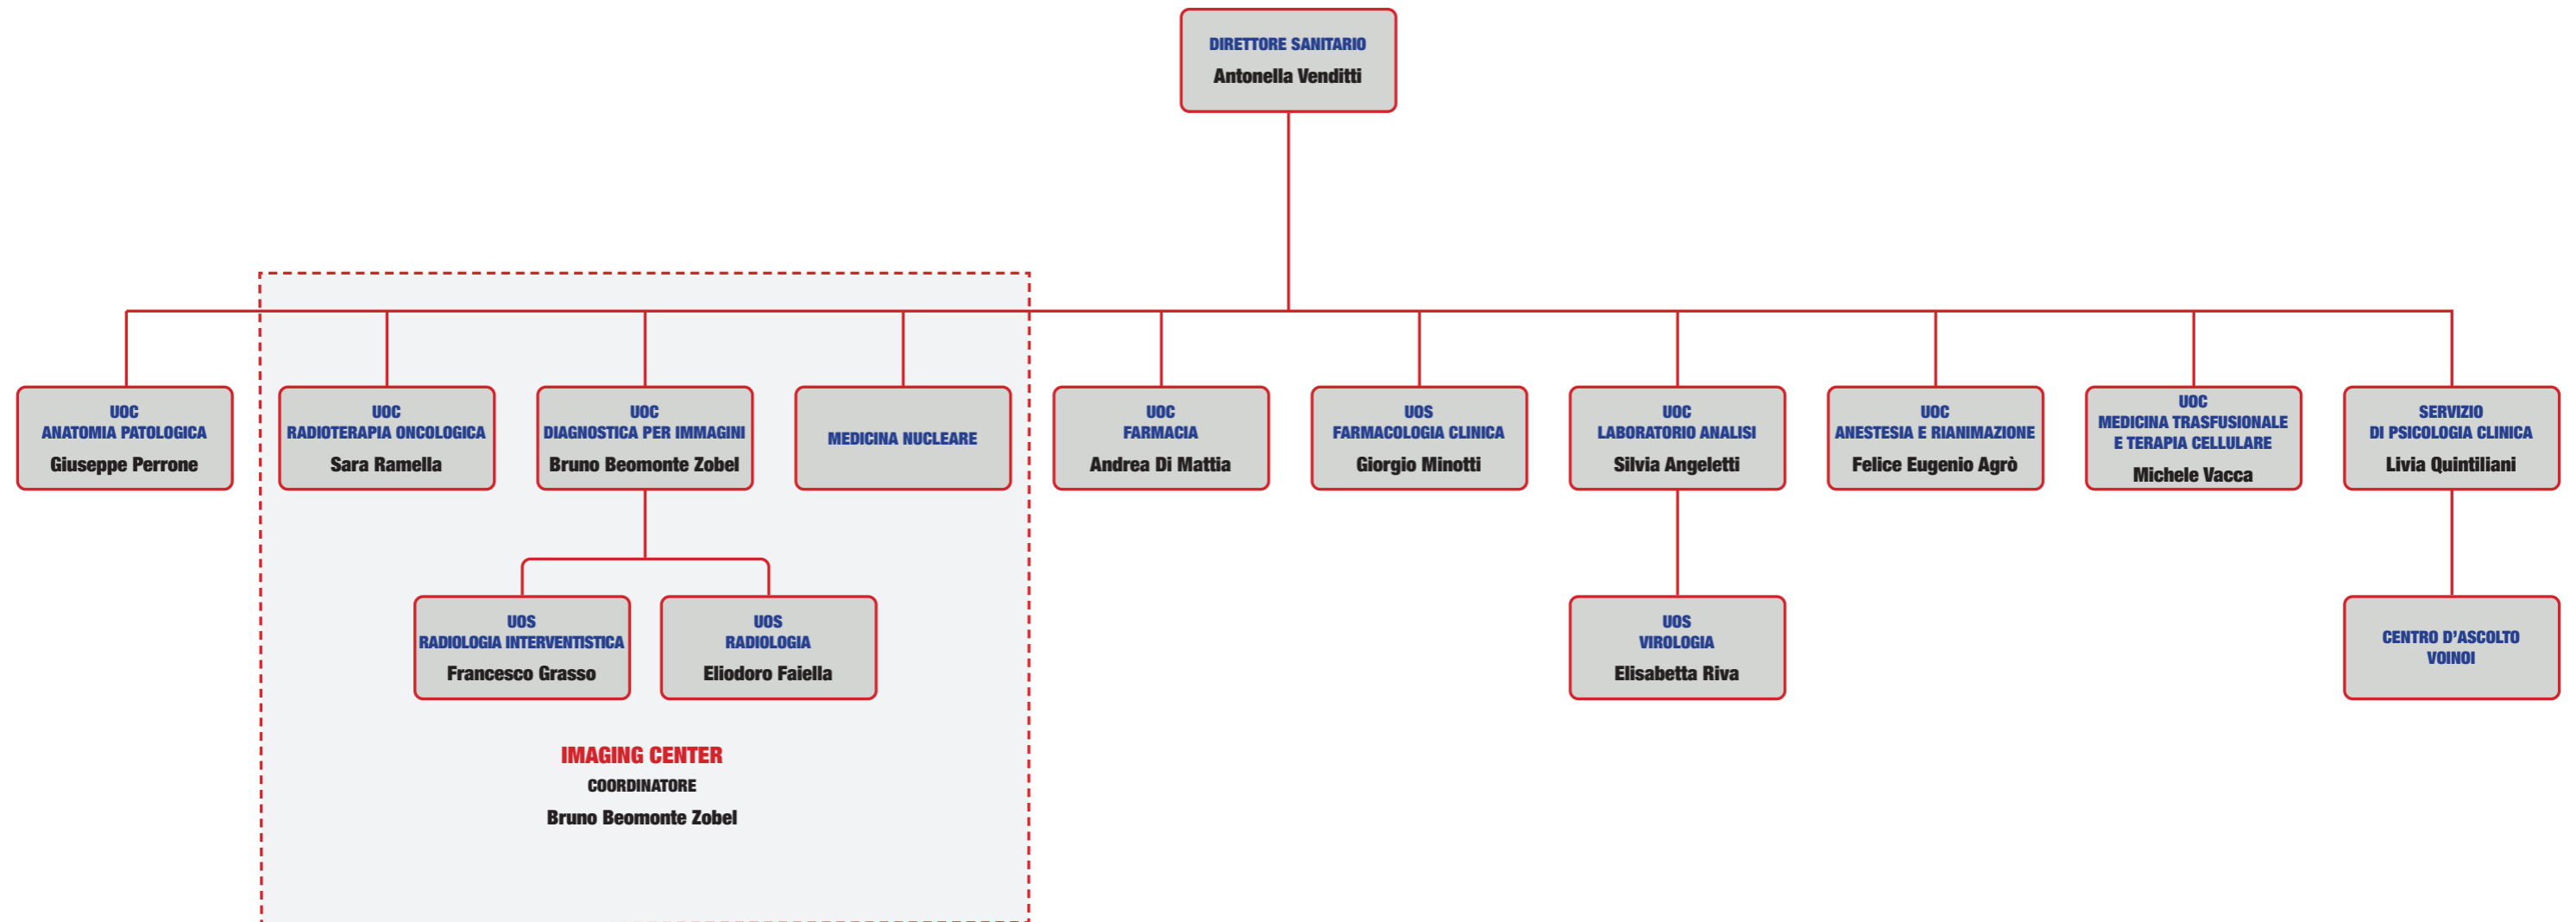 DIRETTORE SANITARIO
Antonella Venditti
UOC
ANATOMIA PATOLOGICA
Giuseppe Perrone
UOC
RADIOTERAPIA ONCOLOGICA
Sara Ramella
UOC
DIAGNOSTICA PER IMMAGINI
Bruno Beomonte Zobel
MEDICINA NUCLEARE
UOC
FARMACIA
Andrea Di Mattia
UOS
FARMACOLOGIA CLINICA
Giorgio Minotti
UOC
LABORATORIO ANALISI
Silvia Angeletti
UOC
ANESTESIA E RIANIMAZIONE
Felice Eugenio Agrò
UOC
MEDICINA TRASFUSIONALE
E TERAPIA CELLULARE
Michele Vacca
SERVIZIO
DI PSICOLOGIA CLINICA
Livia Quintiliani
UOS
RADIOLOGIA INTERVENTISTICA
Francesco Grasso
UOS
RADIOLOGIA
Eliodoro Faiella
UOS
VIROLOGIA
Elisabetta Riva
CENTRO D’ASCOLTO
VOINOI
IMAGING CENTER
COORDINATORE
Bruno Beomonte Zobel